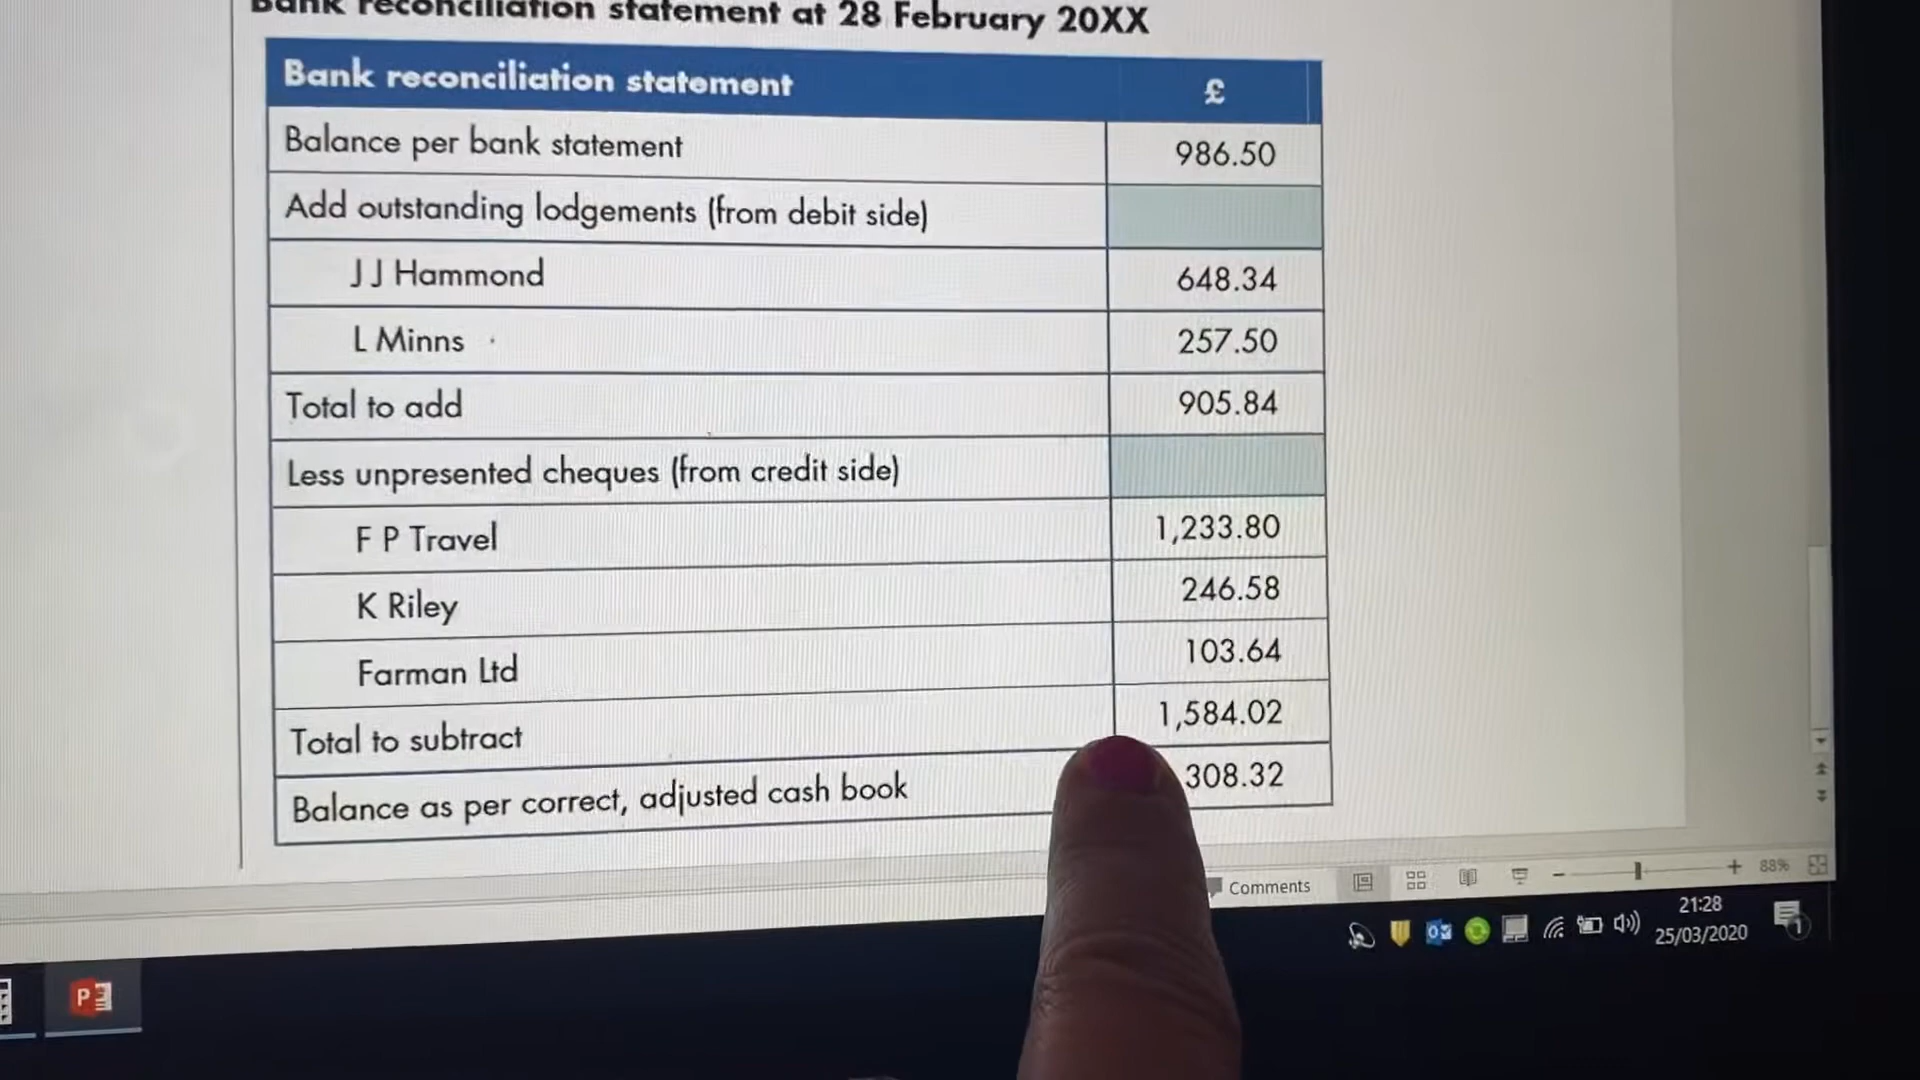 Bank reconciliation statement at 28 February 20XX
Bank reconciliation statement £
Balance per bank statement 986.50
Add outstanding lodgements (from debit side)
J J Hammond 648.34
L Minns 257.50
Total to add 905.84
Less unpresented cheques (from credit side)
F P Travel 1,233.80
K Riley 246.58
Farman Ltd 103.64
Total to subtract 1,584.02
Balance as per correct, adjusted cash book 308.32
Comments 88%
21:28
25/03/2020
1